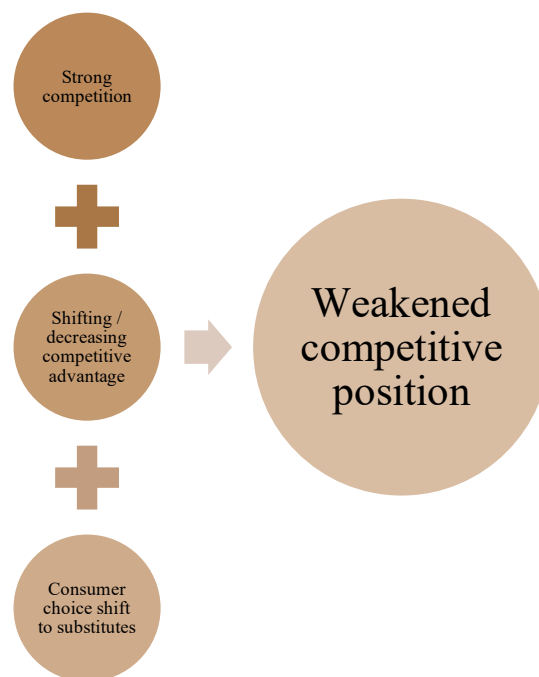 Strong
competition
Shifting /
decreasing
competitive
advantage
Consumer
choice shift
to substitutes
Weakened
competitive
position